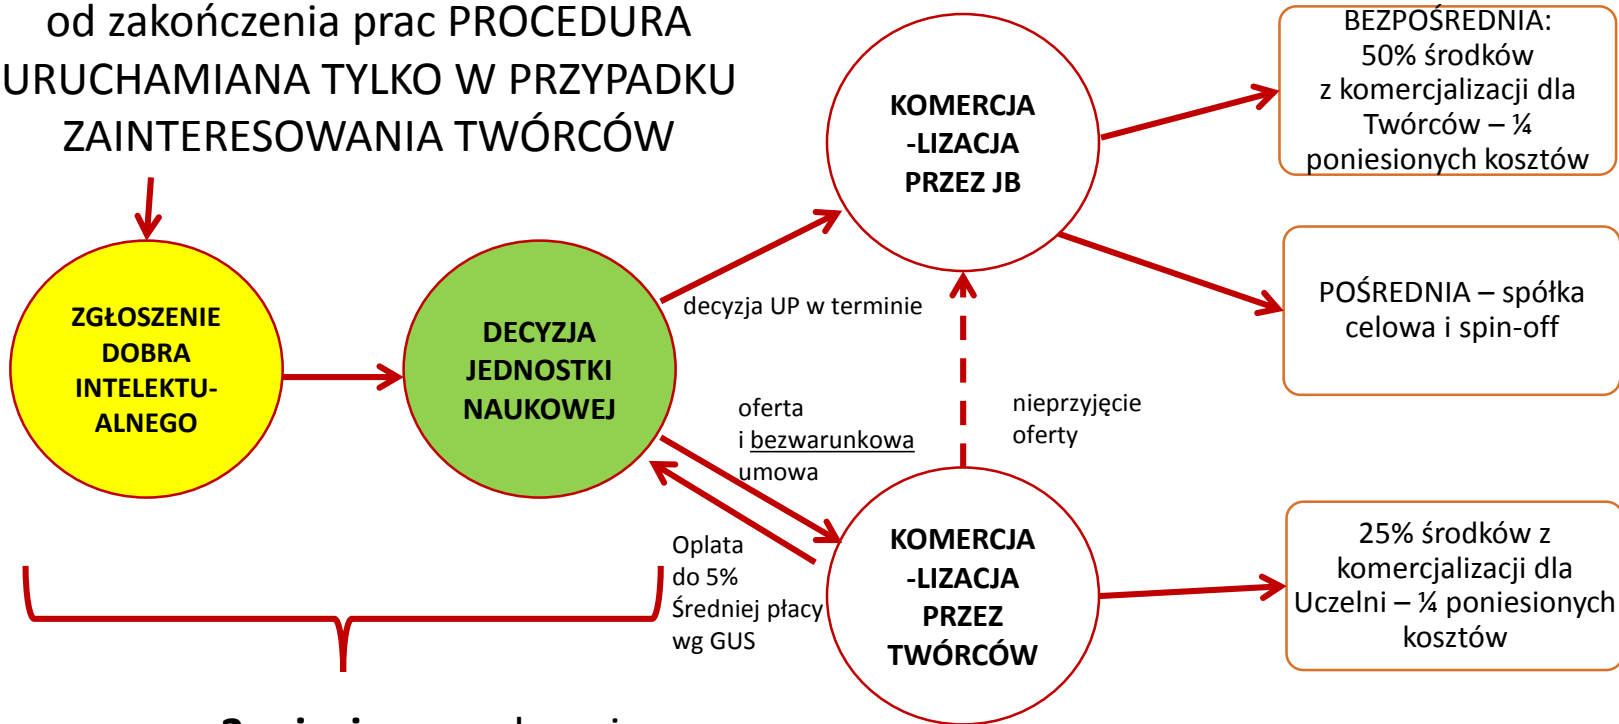 od zakończenia prac PROCEDURA
URUCHAMIANA TYLKO W PRZYPADKU
ZAINTERESOWANIA TWÓRCÓW
ZGŁOSZENIE
DOBRA
INTELEKTU-
ALNEGO
DECYZJA
JEDNOSTKI
NAUKOWEJ
decyzja UP w terminie
oferta
i bezwarunkowa
umowa
Oplata
do 5%
Średniej płacy
wg GUS
KOMERCJA
-LIZACJA
PRZEZ JB
nieprzyjęcie
oferty
KOMERCJA
-LIZACJA
PRZEZ
TWÓRCÓW
BEZPOŚREDNIA:
50% środków
z komercjalizacji dla
Twórców – ¼
poniesionych kosztów
POŚREDNIA – spółka
celowa i spin-off
25% środków z
komercjalizacji dla
Uczelni – ¼ poniesionych
kosztów